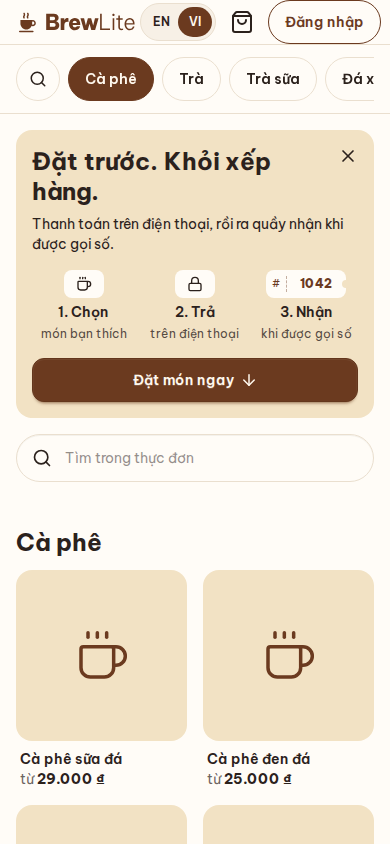 BrewLite EN VI Đăng nhập
Cà phê Trà Trà sữa Đá x
Đặt trước. Khỏi xếp
hàng.
Thanh toán trên điện thoại, rồi ra quầy nhận khi
được gọi số.
# 1042
1. Chọn 2. Trả 3. Nhận
món bạn thích trên điện thoại khi được gọi số
Đặt món ngay
Tìm trong thực đơn
Cà phê
Cà phê sữa đá Cà phê đen đá
từ 29.000 ₫ từ 25.000 ₫